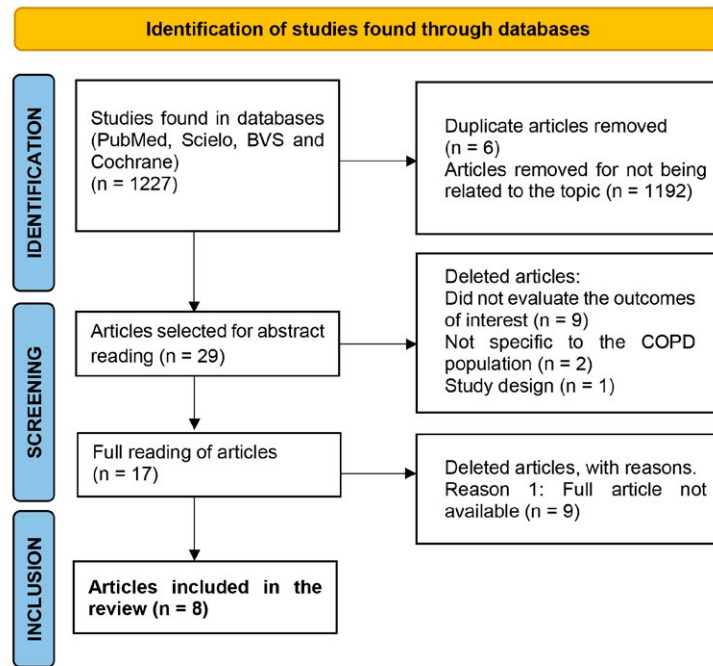 Identification of studies found through databases
IDENTIFICATION
Studies found in databases
(PubMed, Scielo, BVS and
Cochrane)
(n = 1227)
Duplicate articles removed
(n = 6)
Articles removed for not being
related to the topic (n = 1192)
SCREENING
Articles selected for abstract
reading (n = 29)
Deleted articles:
Did not evaluate the outcomes
of interest (n = 9)
Not specific to the COPD
population (n = 2)
Study design (n = 1)
Full reading of articles
(n = 17)
Deleted articles, with reasons.
Reason 1: Full article not
available (n = 9)
INCLUSION
Articles included in the
review (n = 8)